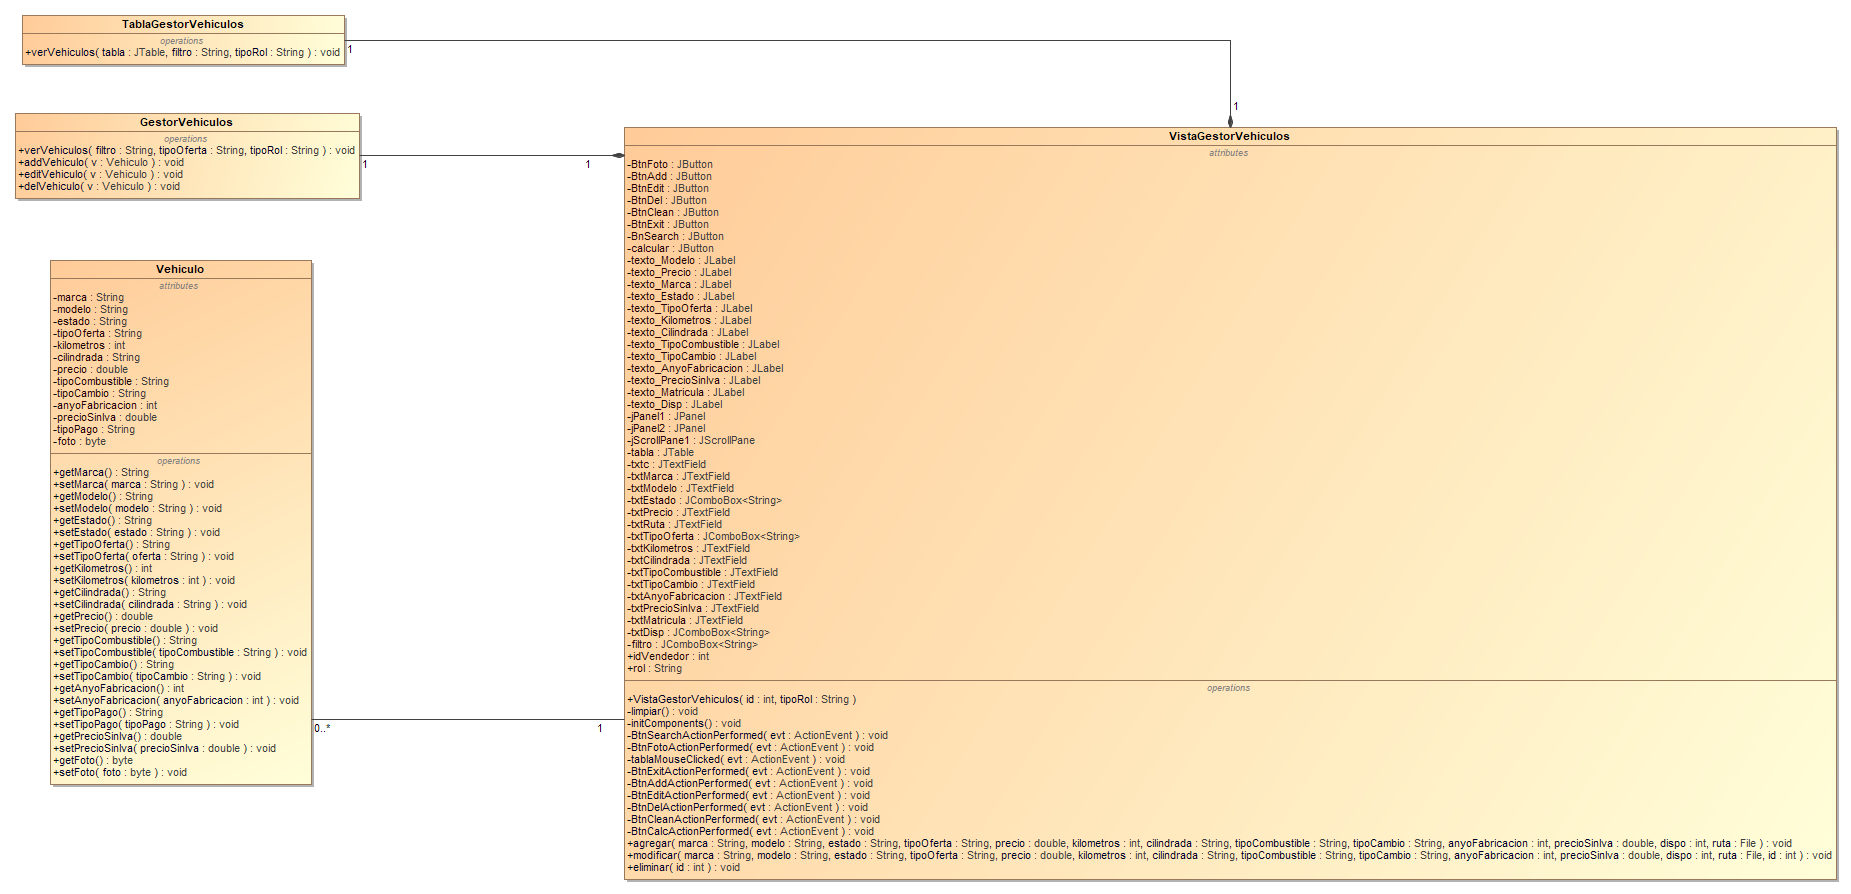 TablaGestorVehiculos
operations
+verVehiculos( tabla : JTable, filtro : String, tipoRol : String ) : void
1
1
GestorVehiculos
operations
+verVehiculos( filtro : String, tipoOferta : String, tipoRol : String ) : void
+addVehiculo( v : Vehiculo ) : void
+editVehiculo( v : Vehiculo ) : void
+delVehiculo( v : Vehiculo ) : void
1
1
Vehiculo
attributes
-marca : String
-modelo : String
-estado : String
-tipoOferta : String
-kilometros : int
-cilindrada : String
-precio : double
-tipoCombustible : String
-tipoCambio : String
-anyoFabricacion : int
-precioSinIva : double
-tipoPago : String
-foto : byte
operations
+getMarca() : String
+setMarca( marca : String ) : void
+getModelo() : String
+setModelo( modelo : String ) : void
+getEstado() : String
+setEstado( estado : String ) : void
+getTipoOferta() : String
+setTipoOferta( oferta : String ) : void
+getKilometros() : int
+setKilometros( kilometros : int ) : void
+getCilindrada() : String
+setCilindrada( cilindrada : String ) : void
+getPrecio() : double
+setPrecio( precio : double ) : void
+getTipoCombustible() : String
+setTipoCombustible( tipoCombustible : String ) : void
+getTipoCambio() : String
+setTipoCambio( tipoCambio : String ) : void
+getAnyoFabricacion() : int
+setAnyoFabricacion( anyoFabricacion : int ) : void
+getTipoPago() : String
+setTipoPago( tipoPago : String ) : void
+getPrecioSinIva() : double
+setPrecioSinIva( precioSinIva : double ) : void
+getFoto() : byte
+setFoto( foto : byte ) : void
0..*
1
VistaGestorVehiculos
attributes
-BtnFoto : JButton
-BtnAdd : JButton
-BtnEdit : JButton
-BtnDel : JButton
-BtnClean : JButton
-BtnExit : JButton
-BnSearch : JButton
-calcular : JButton
-texto_Modelo : JLabel
-texto_Precio : JLabel
-texto_Marca : JLabel
-texto_Estado : JLabel
-texto_TipoOferta : JLabel
-texto_Kilometros : JLabel
-texto_Cilindrada : JLabel
-texto_TipoCombustible : JLabel
-texto_TipoCambio : JLabel
-texto_AnyoFabricacion : JLabel
-texto_PrecioSinIva : JLabel
-texto_Matricula : JLabel
-texto_Disp : JLabel
-jPanel1 : JPanel
-jPanel2 : JPanel
-jScrollPane1 : JScrollPane
-tabla : JTable
-txtc : JTextField
-txtMarca : JTextField
-txtModelo : JTextField
-txtEstado : JComboBox<String>
-txtPrecio : JTextField
-txtRuta : JTextField
-txtTipoOferta : JComboBox<String>
-txtKilometros : JTextField
-txtCilindrada : JTextField
-txtTipoCombustible : JTextField
-txtTipoCambio : JTextField
-txtAnyoFabricacion : JTextField
-txtPrecioSinIva : JTextField
-txtMatricula : JTextField
-txtDisp : JComboBox<String>
-filtro : JComboBox<String>
+idVendedor : int
+rol : String
operations
+VistaGestorVehiculos( id : int, tipoRol : String )
-limpiar() : void
-initComponents() : void
-BtnSearchActionPerformed( evt : ActionEvent ) : void
-BtnFotoActionPerformed( evt : ActionEvent ) : void
-tablaMouseClicked( evt : ActionEvent ) : void
-BtnExitActionPerformed( evt : ActionEvent ) : void
-BtnAddActionPerformed( evt : ActionEvent ) : void
-BtnEditActionPerformed( evt : ActionEvent ) : void
-BtnDelActionPerformed( evt : ActionEvent ) : void
-BtnCleanActionPerformed( evt : ActionEvent ) : void
-BtnCalcActionPerformed( evt : ActionEvent ) : void
+agregar( marca : String, modelo : String, estado : String, tipoOferta : String, precio : double, kilometros : int, cilindrada : String, tipoCombustible : String, tipoCambio : String, anyoFabricacion : int, precioSinIva : double, dispo : int, ruta : File ) : void
+modificar( marca : String, modelo : String, estado : String, tipoOferta : String, precio : double, kilometros : int, cilindrada : String, tipoCombustible : String, tipoCambio : String, anyoFabricacion : int, precioSinIva : double, dispo : int, ruta : File, id : int ) : void
+eliminar( id : int ) : void